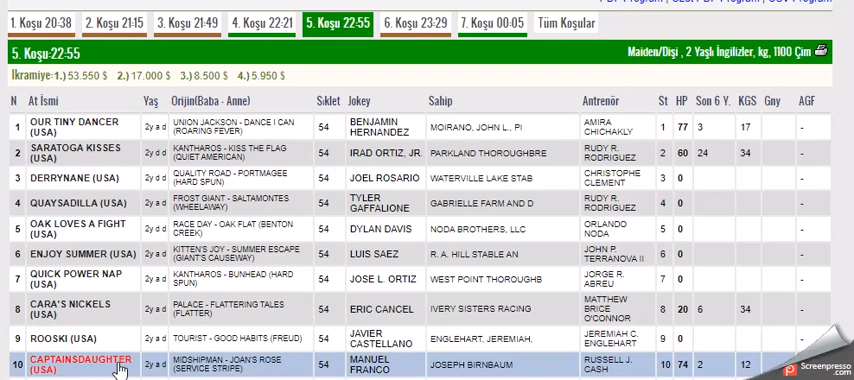 1. Koşu 20:38 2. Koşu 21:15 3. Koşu 21:49 4. Koşu 22:21 5. Koşu 22:55 6. Koşu 23:29 7. Koşu 00:05 Tüm Koşular
5. Koşu:22:55 Maiden/Dişi , 2 Yaşlı İngilizler, kg, 1100 Çim
İkramiye:1.) 53.550 $ 2.) 17.000 $ 3.) 8.500 $ 4.) 5.950 $
N At İsmi Yaş Orijin(Baba - Anne) Sıklet Jokey Sahip Antrenör St HP Son 6 Y. KGS Gny AGF
1 OUR TINY DANCER (USA) 2y a d UNION JACKSON - DANCE I CAN (ROARING FEVER) 54 BENJAMIN HERNANDEZ MOIRANO, JOHN L., PI AMIRA CHICHAKLY 1 77 3 17 -
2 SARATOGA KISSES (USA) 2y d d KANTHAROS - KISS THE FLAG (QUIET AMERICAN) 54 IRAD ORTIZ, JR. PARKLAND THOROUGHBRE RUDY R. RODRIGUEZ 2 60 24 34 -
3 DERRYNANE (USA) 2y d d QUALITY ROAD - PORTMAGEE (HARD SPUN) 54 JOEL ROSARIO WATERVILLE LAKE STAB CHRISTOPHE CLEMENT 3 0 -
4 QUAYSADILLA (USA) 2y d d FROST GIANT - SALTAMONTES (WHEELAWAY) 54 TYLER GAFFALIONE GABRIELLE FARM AND D RUDY R. RODRIGUEZ 4 0 -
5 OAK LOVES A FIGHT (USA) 2y d d RACE DAY - OAK FLAT (BENTON CREEK) 54 DYLAN DAVIS NODA BROTHERS, LLC ORLANDO NODA 5 0 -
6 ENJOY SUMMER (USA) 2y a d KITTEN'S JOY - SUMMER ESCAPE (GIANT'S CAUSEWAY) 54 LUIS SAEZ R. A. HILL STABLE AN JOHN P. TERRANOVA II 6 0 -
7 QUICK POWER NAP (USA) 2y a d KANTHAROS - BUNHEAD (HARD SPUN) 54 JOSE L. ORTIZ WEST POINT THOROUGHB JORGE R. ABREU 7 0 -
8 CARA'S NICKELS (USA) 2y a d PALACE - FLATTERING TALES (FLATTER) 54 ERIC CANCEL IVERY SISTERS RACING MATTHEW BRICE O'CONNOR 8 20 6 34 -
9 ROOSKI (USA) 2y a d TOURIST - GOOD HABITS (FREUD) 54 JAVIER CASTELLANO ENGLEHART, JEREMIAH, JEREMIAH C. ENGLEHART 9 0 -
10 CAPTAINSDAUGHTER (USA) 2y a d MIDSHIPMAN - JOAN'S ROSE (SERVICE STRIPE) 54 MANUEL FRANCO JOSEPH BIRNBAUM RUSSELL J. CASH 10 74 2 12 -
Screenpresso